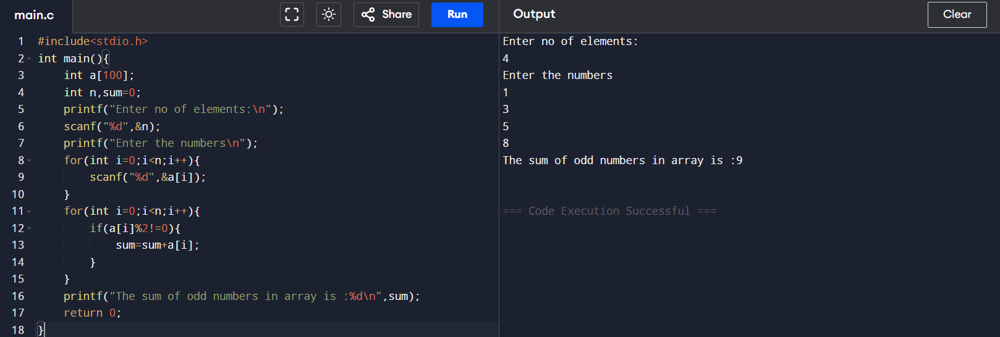 main.c
Share
Run
Output
Clear
1 #include<stdio.h>
2 int main(){
3     int a[100];
4     int n,sum=0;
5     printf("Enter no of elements:\n");
6     scanf("%d",&n);
7     printf("Enter the numbers\n");
8     for(int i=0;i<n;i++){
9         scanf("%d",&a[i]);
10     }
11     for(int i=0;i<n;i++){
12         if(a[i]%2!=0){
13             sum=sum+a[i];
14         }
15     }
16     printf("The sum of odd numbers in array is :%d\n",sum);
17     return 0;
18 }
Enter no of elements:
4
Enter the numbers
1
3
5
8
The sum of odd numbers in array is :9
=== Code Execution Successful ===